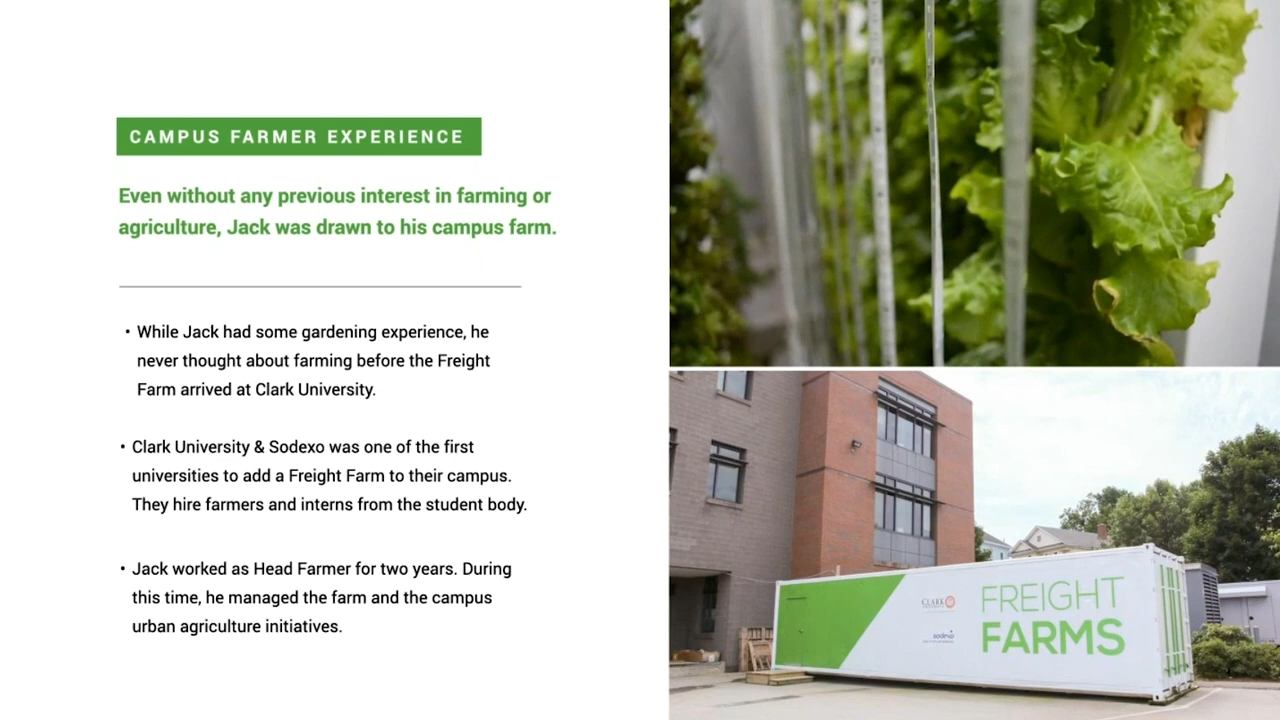 CAMPUS FARMER EXPERIENCE
Even without any previous interest in farming or
agriculture, Jack was drawn to his campus farm.
• While Jack had some gardening experience, he
never thought about farming before the Freight
Farm arrived at Clark University.
• Clark University & Sodexo was one of the first
universities to add a Freight Farm to their campus.
They hire farmers and interns from the student body.
• Jack worked as Head Farmer for two years. During
this time, he managed the farm and the campus
urban agriculture initiatives.
CLARK
sodexo
FREIGHT
FARMS